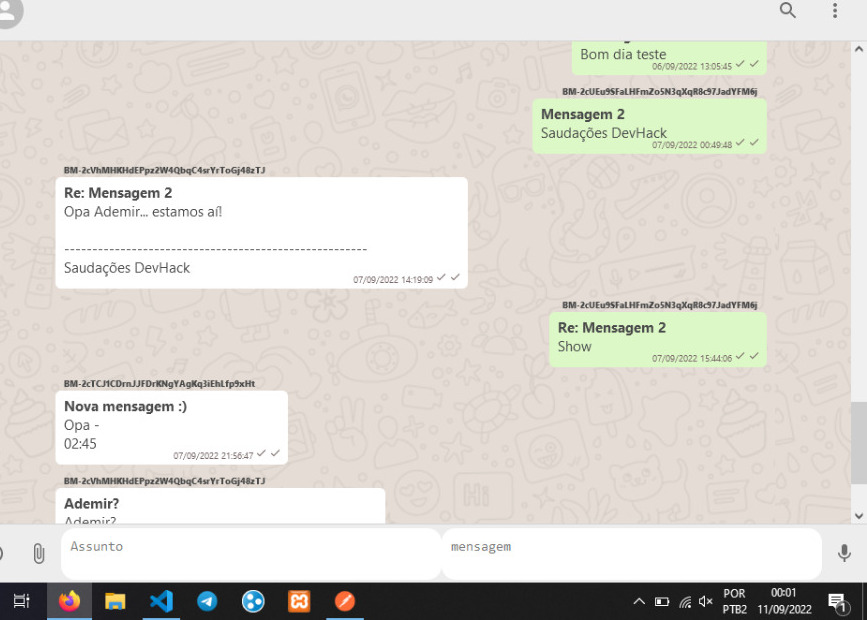 Bom dia teste
06/09/2022 13:05:45
BM-2cUEu9SFaLHFmZo5N3qXqR8c97JadYFM6j
Mensagem 2
Saudações DevHack
07/09/2022 00:49:48
BM-2cVhMHKHdEPpz2W4QbqC4srYrToGj48zTJ
Re: Mensagem 2
Opa Ademir... estamos aí!
------------------------------------------------------
Saudações DevHack
07/09/2022 14:19:09
BM-2cUEu9SFaLHFmZo5N3qXqR8c97JadYFM6j
Re: Mensagem 2
Show
07/09/2022 15:44:06
BM-2cTCJ1CDrnJJFDrKNgYAgKq3iEhLfp9xHt
Nova mensagem :)
Opa -
02:45
07/09/2022 21:56:47
BM-2cVhMHKHdEPpz2W4QbqC4srYrToGj48zTJ
Ademir?
Ademir?
Assunto
mensagem
POR
00:01
PTB2
11/09/2022
1